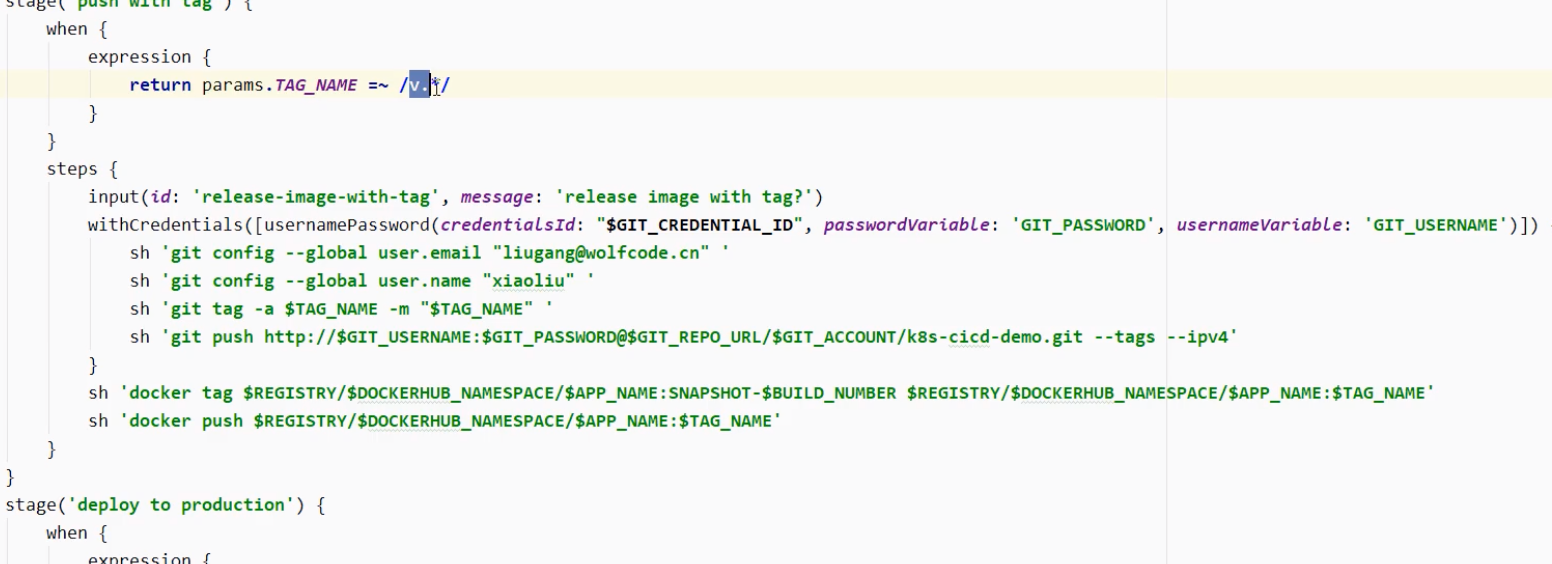 stage('push with tag') {
when {
expression {
return params.TAG_NAME =~ /v.*/
}
}
steps {
input(id: 'release-image-with-tag', message: 'release image with tag?')
withCredentials([usernamePassword(credentialsId: "$GIT_CREDENTIAL_ID", passwordVariable: 'GIT_PASSWORD', usernameVariable: 'GIT_USERNAME')])
sh 'git config --global user.email "liugang@wolfcode.cn" '
sh 'git config --global user.name "xiaoliu" '
sh 'git tag -a $TAG_NAME -m "$TAG_NAME" '
sh 'git push http://$GIT_USERNAME:$GIT_PASSWORD@$GIT_REPO_URL/$GIT_ACCOUNT/k8s-cicd-demo.git --tags --ipv4'
}
sh 'docker tag $REGISTRY/$DOCKERHUB_NAMESPACE/$APP_NAME:SNAPSHOT-$BUILD_NUMBER $REGISTRY/$DOCKERHUB_NAMESPACE/$APP_NAME:$TAG_NAME'
sh 'docker push $REGISTRY/$DOCKERHUB_NAMESPACE/$APP_NAME:$TAG_NAME'
}
}
stage('deploy to production') {
when {
expression {